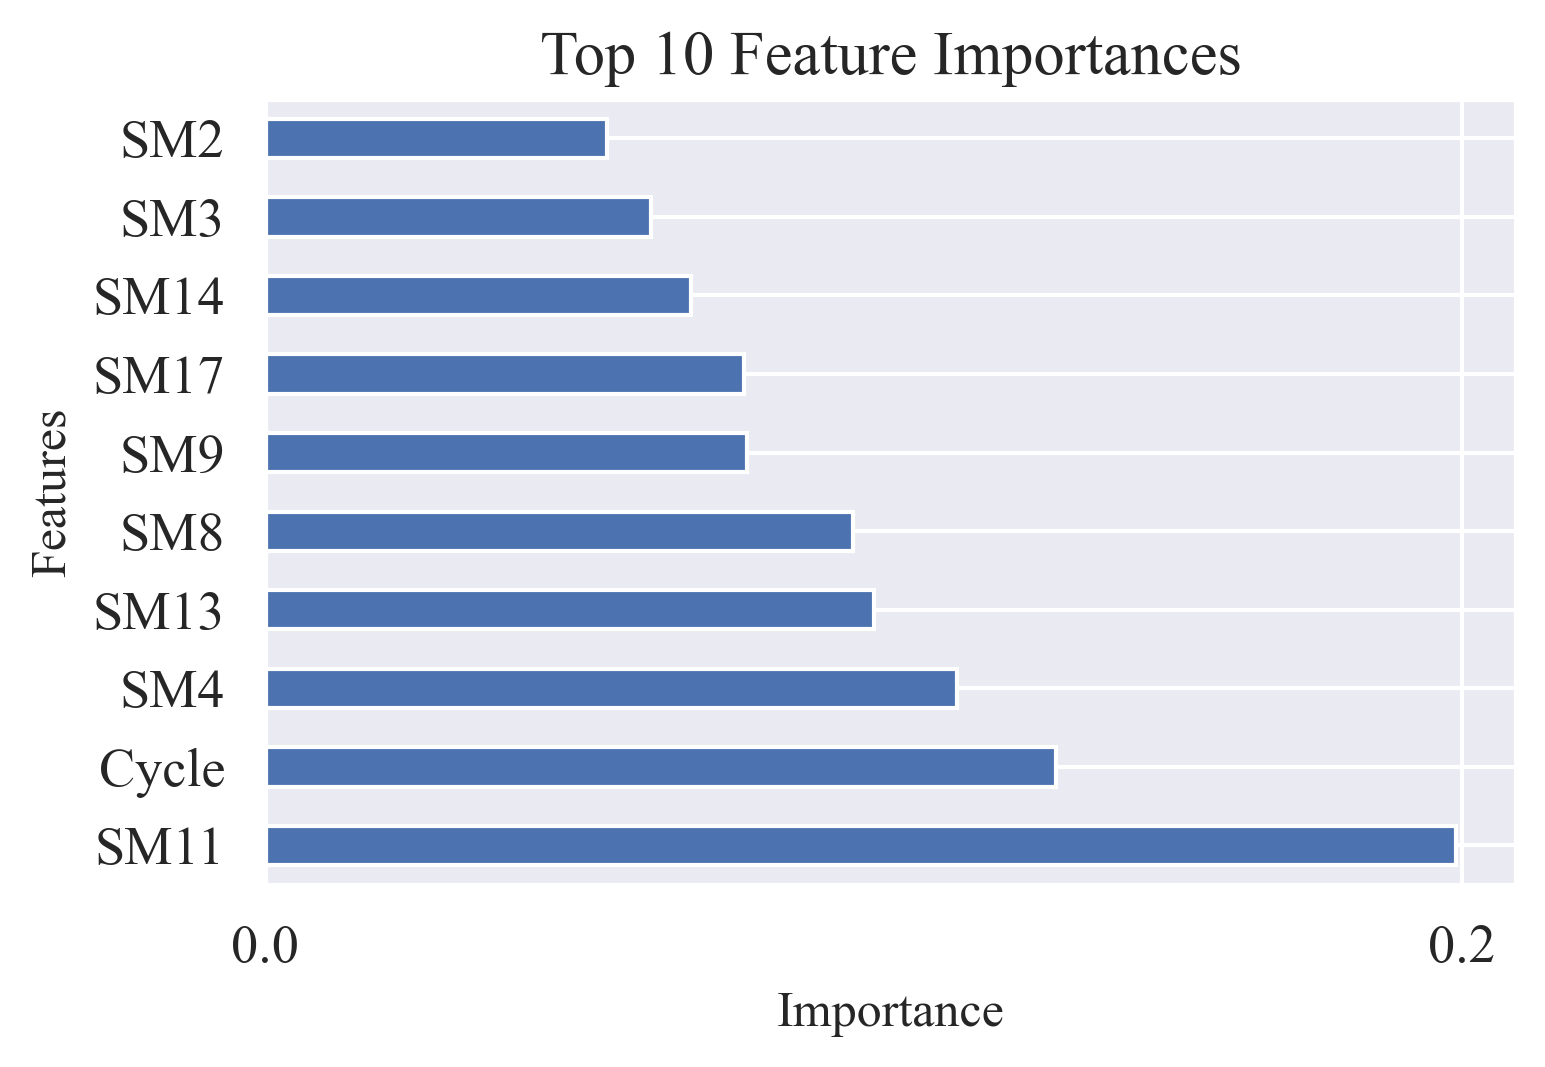 Top 10 Feature Importances
SM2
SM3
SM14
SM17
SM9
SM8
SM13
SM4
Cycle
SM11
Features
0.0 0.2
Importance